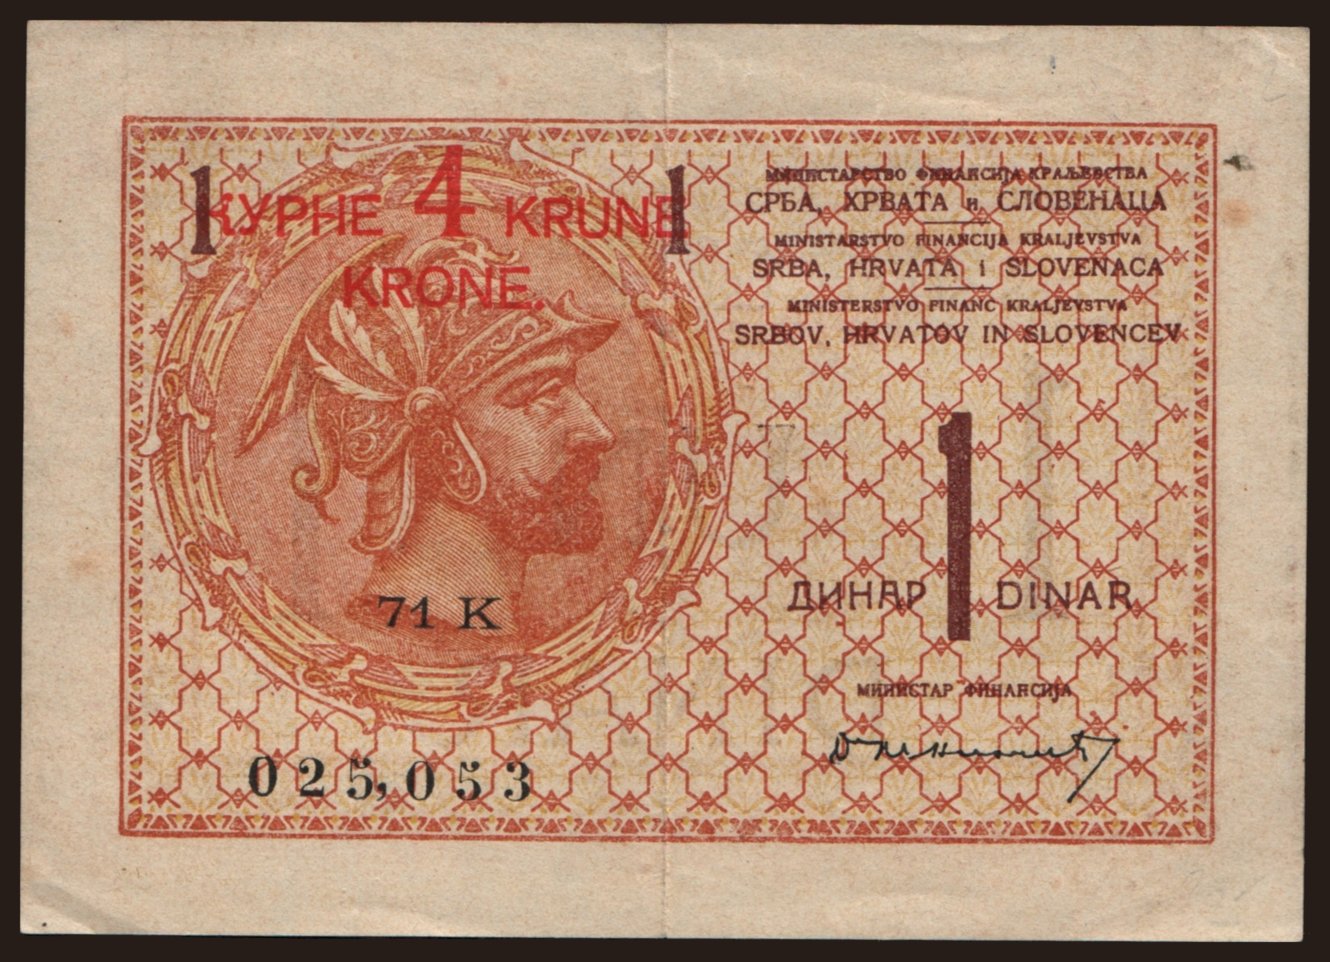 1 КУРНЕ 4 KRUNE 1
KRONE.
МИНИСТАРСТВО ФИНАНСИЈА КРАЉЕВСТВА
СРБА, ХРВАТА и СЛОВЕНАЦА
MINISTARSTVO FINANCIJA KRALJEVSTVA
SRBA, HRVATA i SLOVENACA
MINISTERSTVO FINANC KRALJEVSTVA
SRBOV, HRVATOV IN SLOVENCEV
ДИНАР 1 DINAR
71 K
МИНИСТАР ФИНАНСИЈА
025,053